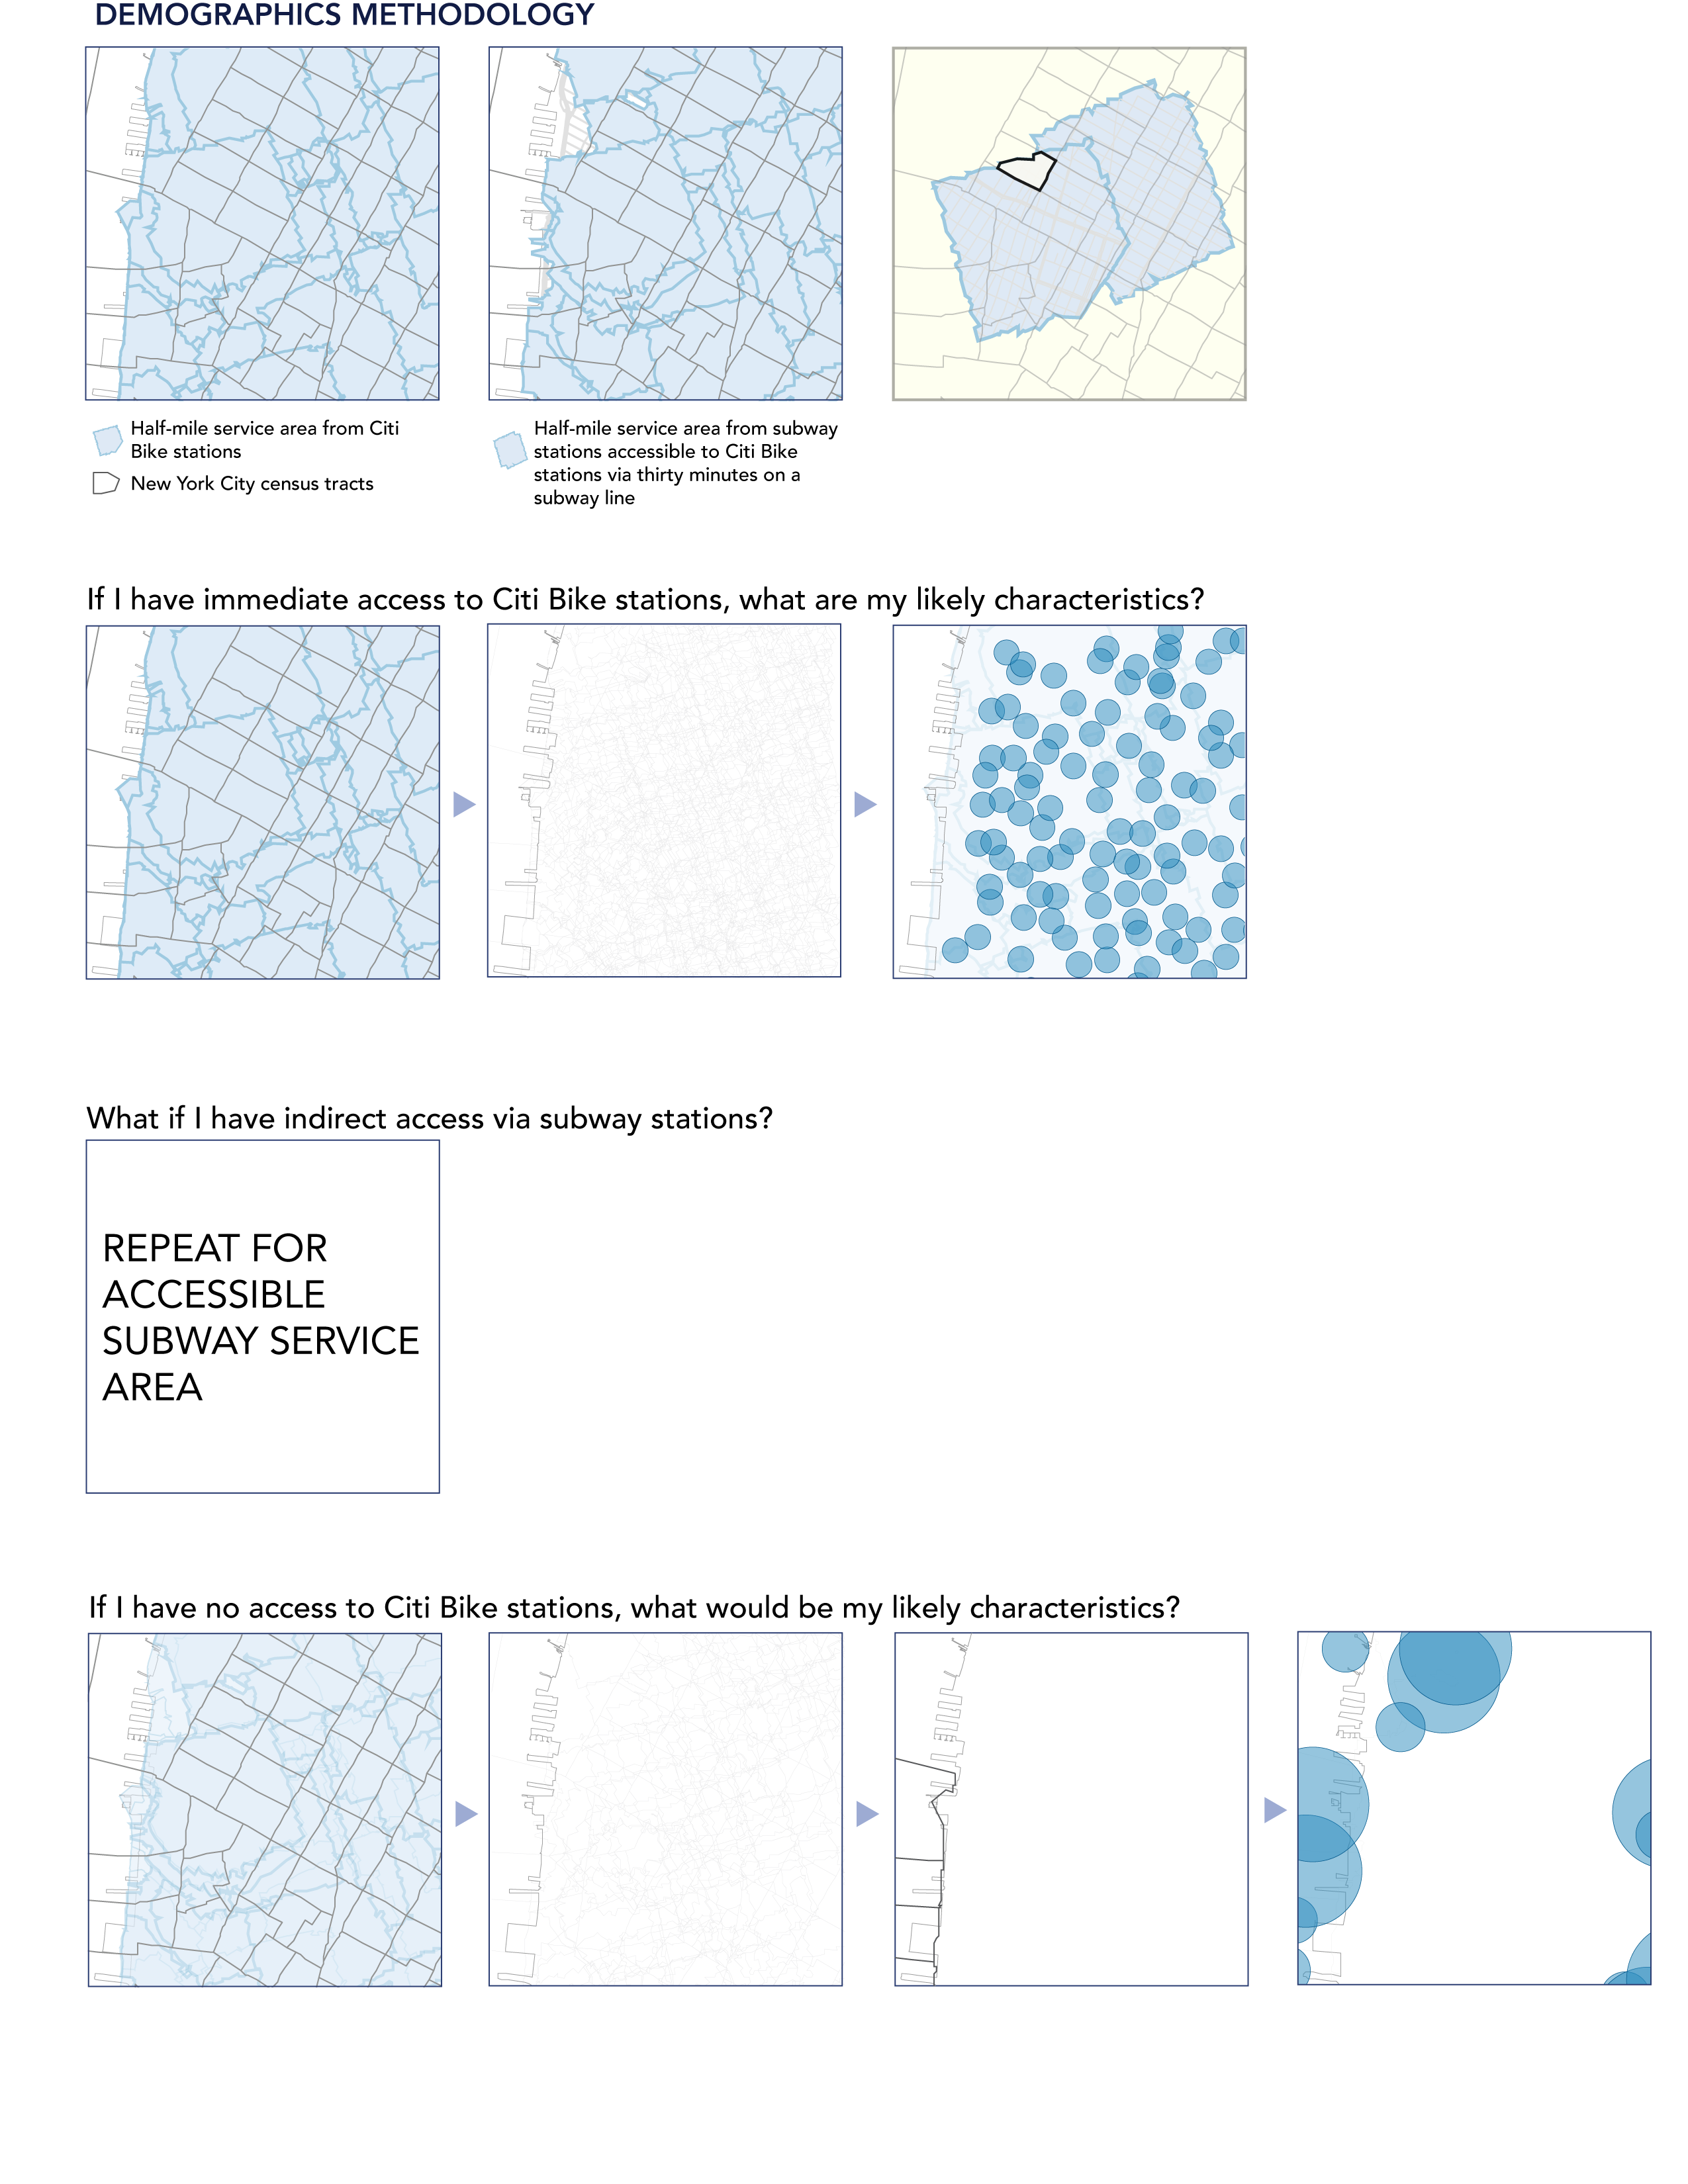 DEMOGRAPHICS METHODOLOGY
Half-mile service area from Citi
Bike stations
New York City census tracts
Half-mile service area from subway
stations accessible to Citi Bike
stations via thirty minutes on a
subway line
If I have immediate access to Citi Bike stations, what are my likely characteristics?
What if I have indirect access via subway stations?
REPEAT FOR
ACCESSIBLE
SUBWAY SERVICE
AREA
If I have no access to Citi Bike stations, what would be my likely characteristics?